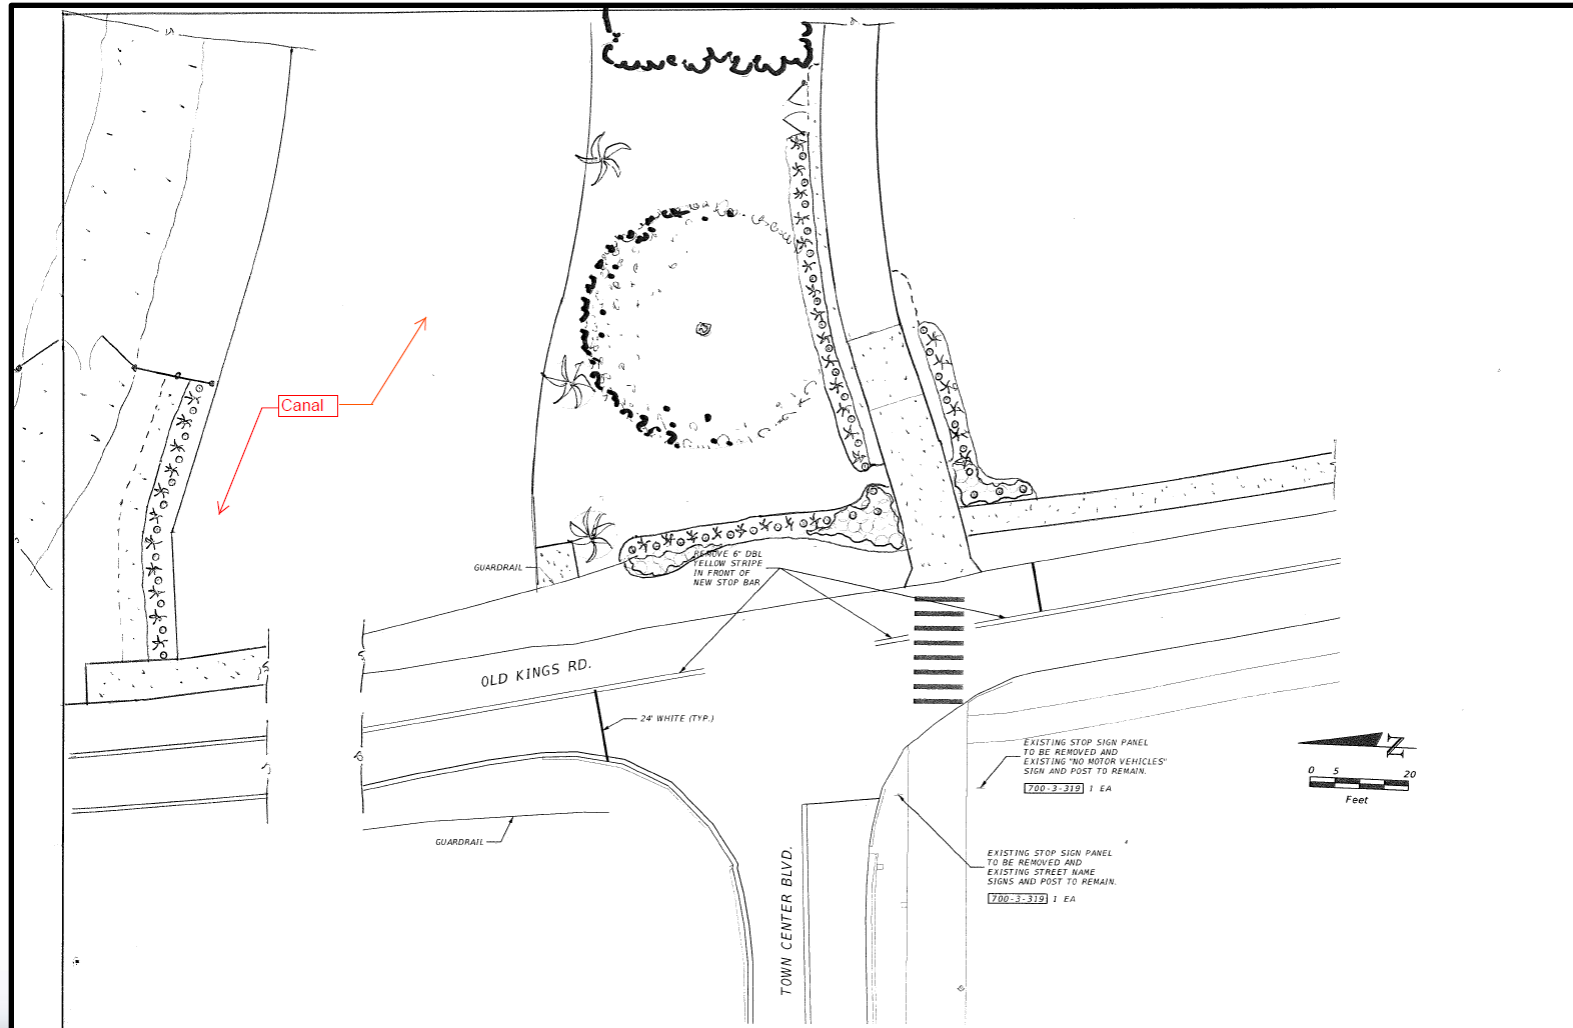 Canal
GUARDRAIL
REMOVE 6" DBL
YELLOW STRIPE
IN FRONT OF
NEW STOP BAR
OLD KINGS RD.
24" WHITE (TYP.)
GUARDRAIL
TOWN CENTER BLVD.
EXISTING STOP SIGN PANEL
TO BE REMOVED AND
EXISTING "NO MOTOR VEHICLES"
SIGN AND POST TO REMAIN.
700-3-319 1 EA
EXISTING STOP SIGN PANEL
TO BE REMOVED AND
EXISTING STREET NAME
SIGNS AND POST TO REMAIN.
700-3-319 1 EA
N
0 5 20
Feet